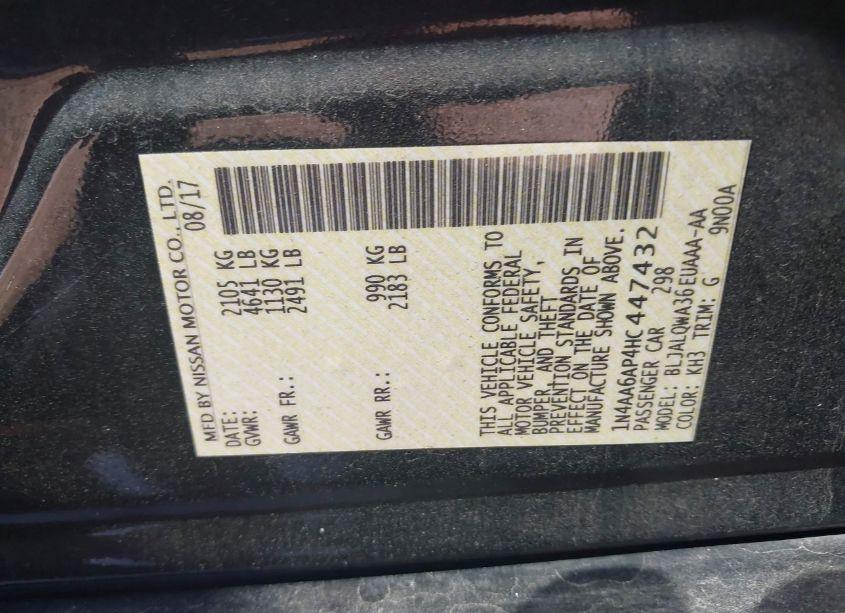 MFD BY NISSAN MOTOR CO., LTD.
DATE: 08/17
GVWR: 2105 KG
4641 LB
GAWR FR.: 1130 KG
2491 LB
GAWR RR.: 990 KG
2183 LB
THIS VEHICLE CONFORMS TO
ALL APPLICABLE FEDERAL
MOTOR VEHICLE SAFETY,
BUMPER, AND THEFT
PREVENTION STANDARDS IN
EFFECT ON THE DATE OF
MANUFACTURE SHOWN ABOVE.
1N4AA6AP4HC447432
PASSENGER CAR 298
MODEL: BLJALQWA36EUAAA-AA
COLOR: KH3 TRIM: G 9N00A